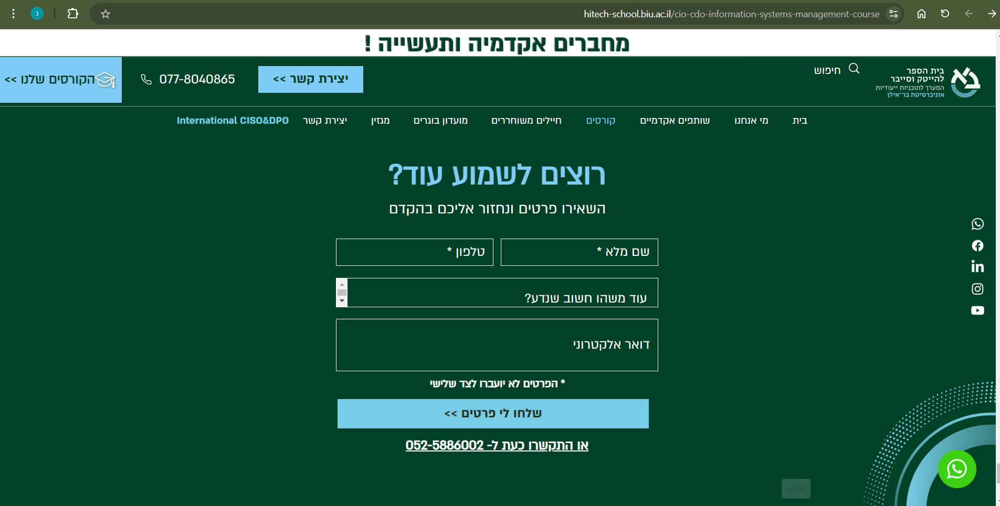 hitech-school.biu.ac.il/cio-cdo-information-systems-management-course
נ
מחברים אקדמיה ותעשייה !
בית הספר
להייטק וסייבר
המערך לתוכניות ייעודיות
אוניברסיטת בר־אילן
חיפוש
יצירת קשר >>
077-8040865
הקורסים שלנו >>
בית
מי אנחנו
שותפים אקדמיים
קורסים
חיילים משוחררים
מועדון בוגרים
מגזין
יצירת קשר
International CISO&DPO
רוצים לשמוע עוד?
השאירו פרטים ונחזור אליכם בהקדם
שם מלא *
טלפון *
עוד משהו חשוב שנדע?
דואר אלקטרוני
* הפרטים לא יועברו לצד שלישי
שלחו לי פרטים >>
או התקשרו כעת ל- 052-5886002
חפש